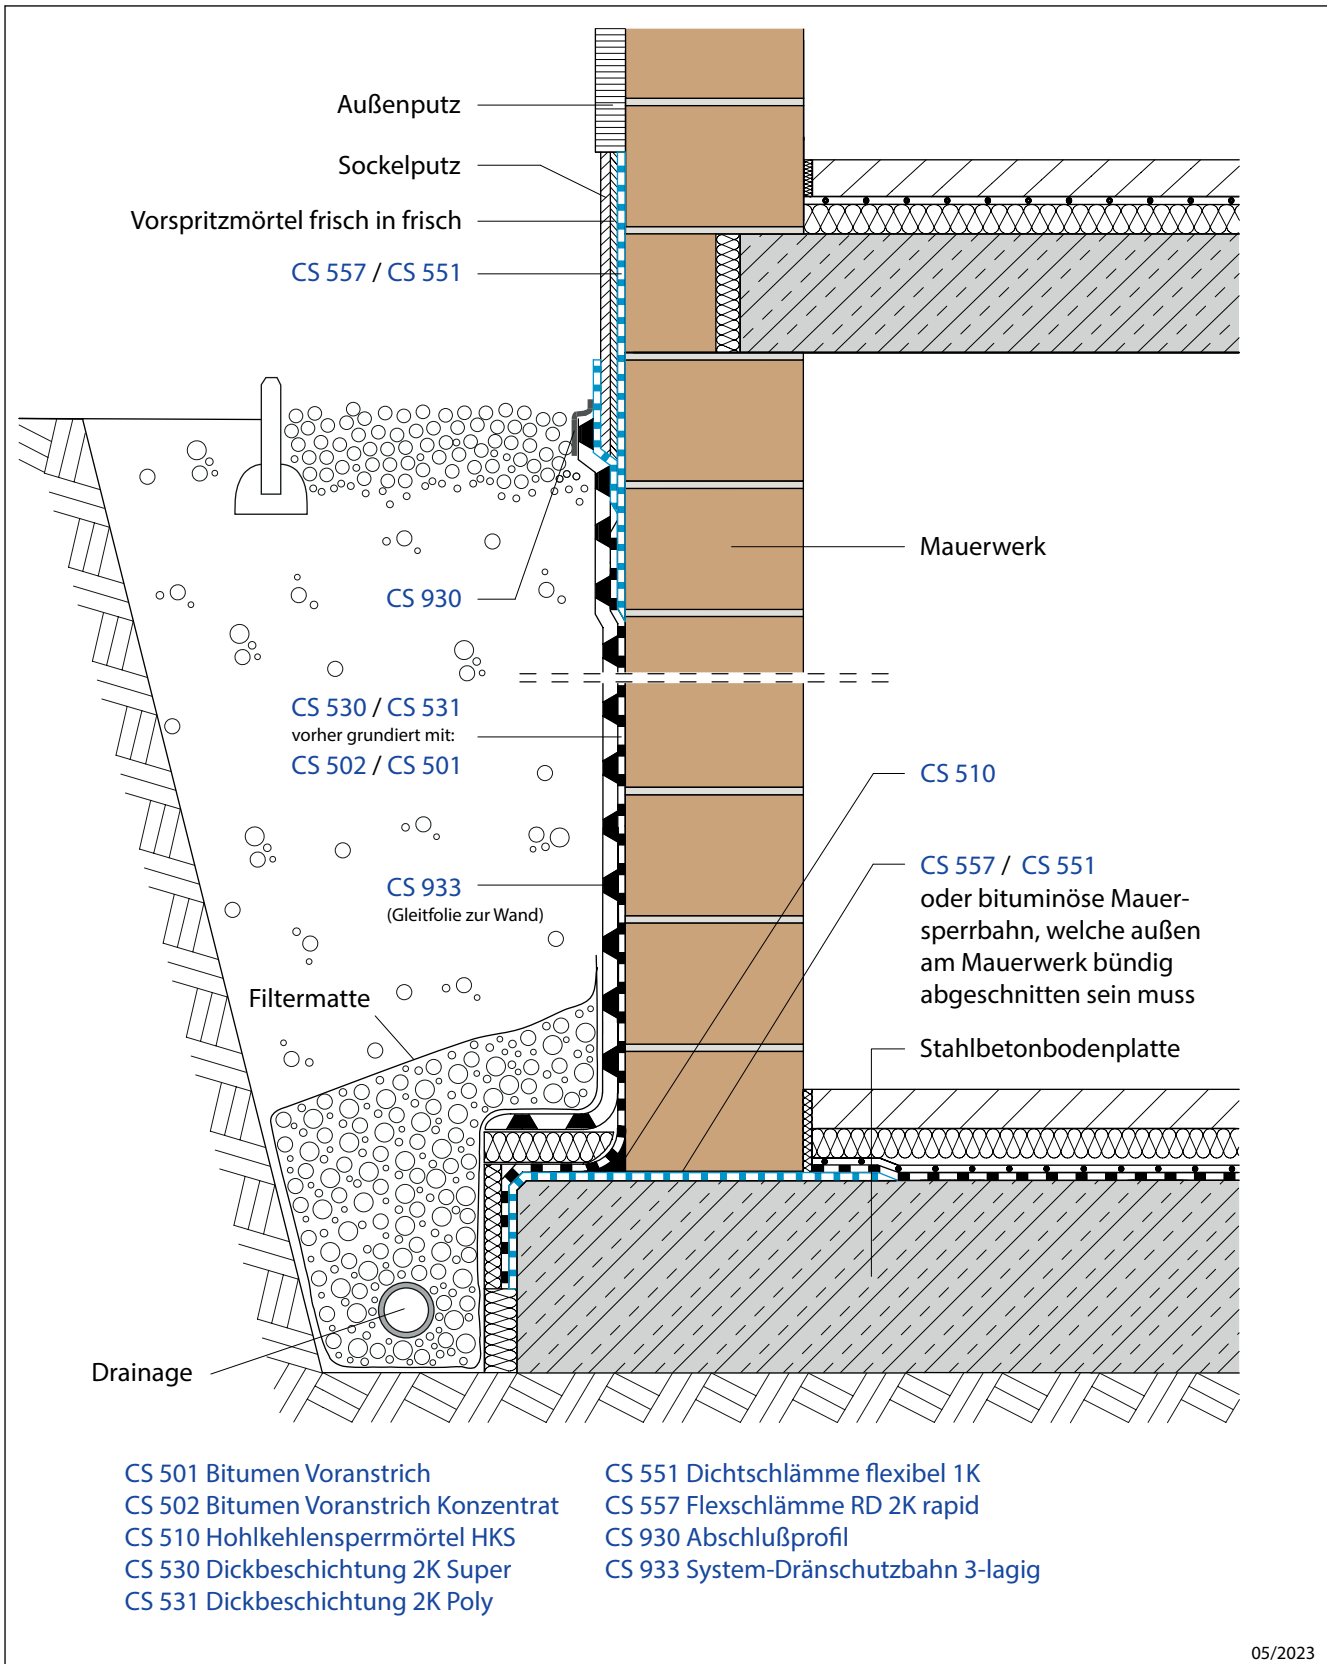 Außenputz
Sockelputz
Vorspritzmörtel frisch in frisch
CS 557 / CS 551
Mauerwerk
CS 930
CS 530 / CS 531
vorher grundiert mit:
CS 502 / CS 501
CS 510
CS 557 / CS 551
oder bituminöse Mauer-
sperrbahn, welche außen
am Mauerwerk bündig
abgeschnitten sein muss
CS 933
(Gleitfolie zur Wand)
Filtermatte
Stahlbetonbodenplatte
Drainage
CS 501 Bitumen Voranstrich
CS 502 Bitumen Voranstrich Konzentrat
CS 510 Hohlkehlensperrmörtel HKS
CS 530 Dickbeschichtung 2K Super
CS 531 Dickbeschichtung 2K Poly
CS 551 Dichtschlämme flexibel 1K
CS 557 Flexschlämme RD 2K rapid
CS 930 Abschlußprofil
CS 933 System-Dränschutzbahn 3-lagig
05/2023